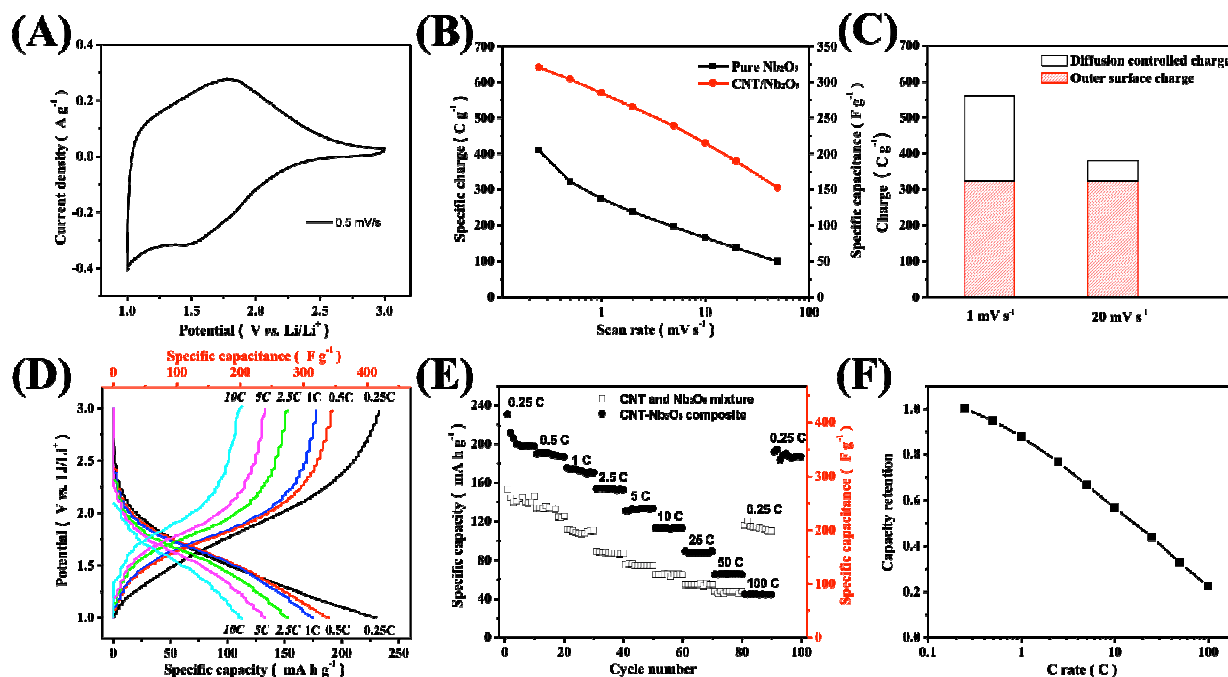 (A)
0.4
0.2
0.0
-0.2
-0.4
Current density ( A g-1)
0.5 mV/s
1.0 1.5 2.0 2.5 3.0
Potential ( V vs. Li/Li+)
(B)
700
600
500
400
300
200
100
0
Specific charge ( C g-1)
Pure Nb₂O₅
CNT/Nb₂O₅
350
300
250
200
150
100
50
0
Specific capacitance ( F g-1)
1 10 100
Scan rate ( mV s-1)
(C)
700
600
500
400
300
200
100
0
Charge ( C g-1)
Diffusion controlled charge
Outer surface charge
1 mV s-1 20 mV s-1
(D)
Specific capacitance ( F g-1)
0 100 200 300 400
10C 5C 2.5C 1C 0.5C 0.25C
3.0
2.5
2.0
1.5
1.0
Potential ( V vs. Li/Li+)
10C 5C 2.5C 1C 0.5C 0.25C
0 50 100 150 200 250
Specific capacity ( mA h g-1)
(E)
240
200
160
120
80
40
0
Specific capacity ( mA h g-1)
CNT and Nb₂O₅ mixture
CNT-Nb₂O₅ composite
0.25 C
0.5 C
1 C
2.5 C
5 C
10 C
25 C
50 C
100 C
0.25 C
0.25 C
400
300
200
100
0
Specific capacitance ( F g-1)
0 20 40 60 80 100
Cycle number
(F)
1.0
0.8
0.6
0.4
0.2
0.0
Capacity retention
0.1 1 10 100
C rate ( C )